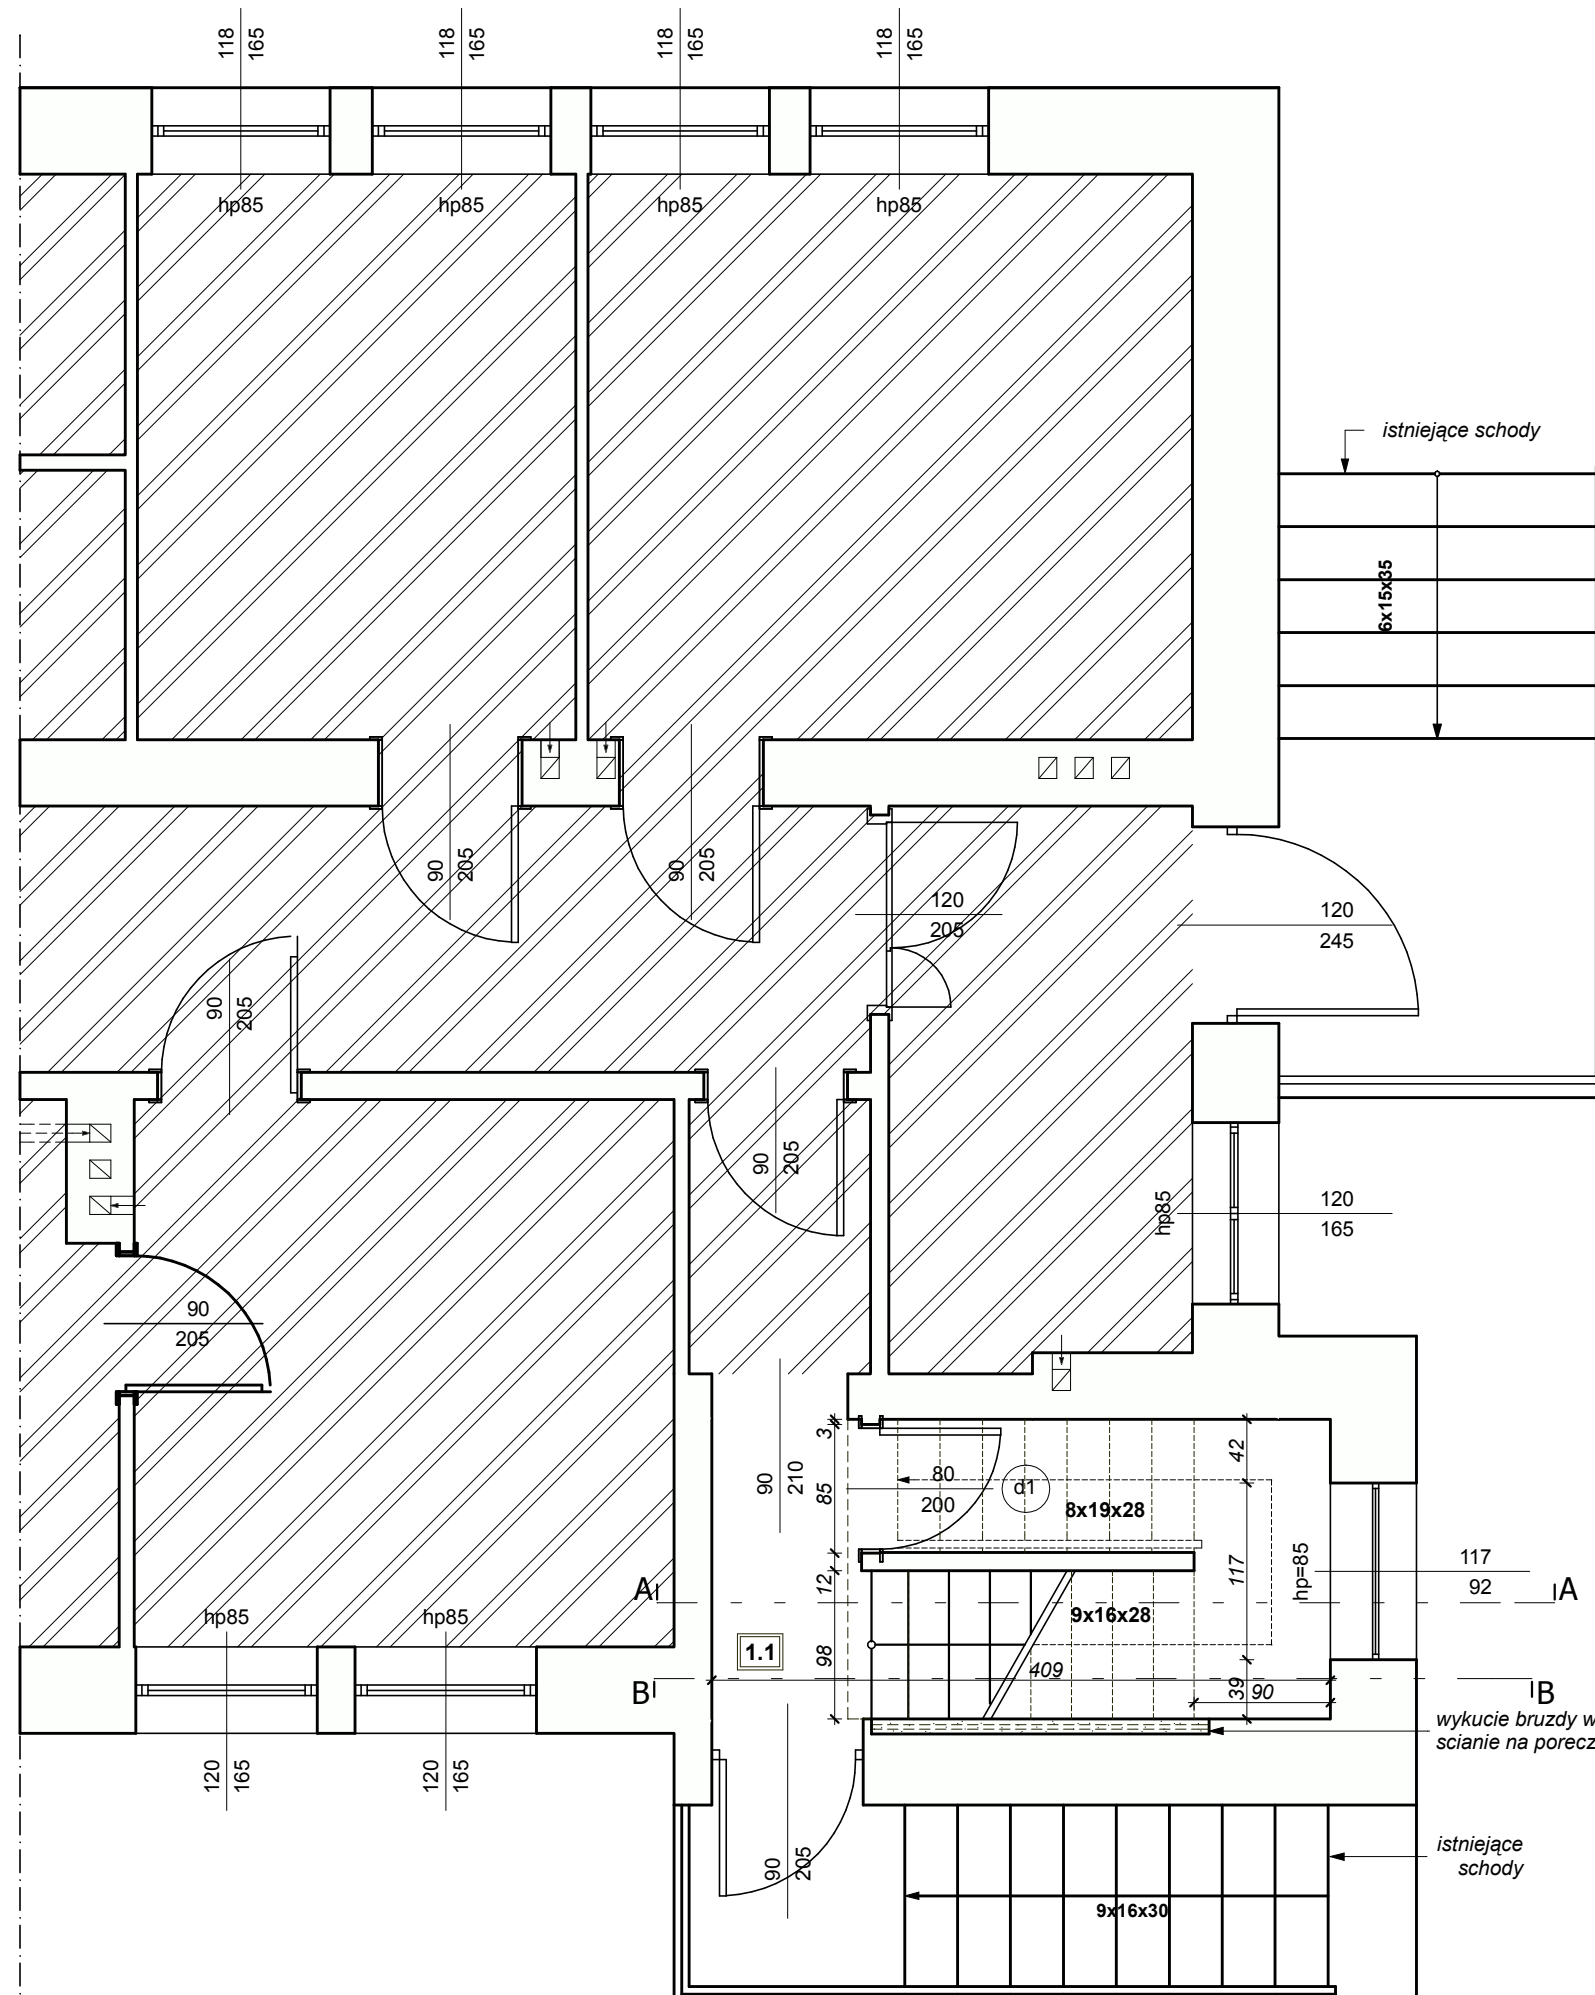 118
165
118
165
118
165
118
165
hp85
hp85
hp85
hp85
istniejące schody
6x15x35
90
205
90
205
120
205
120
245
90
205
90
205
hp85
120
165
90
205
90
210
3
85
12
98
80
200
d1
8x19x28
42
117
39
hp=85
117
92
A
A
9x16x28
hp85
hp85
1.1
409
90
B
B
wykucie bruzdy w
scianie na porecz
120
165
120
165
90
205
istniejące
schody
9x16x30